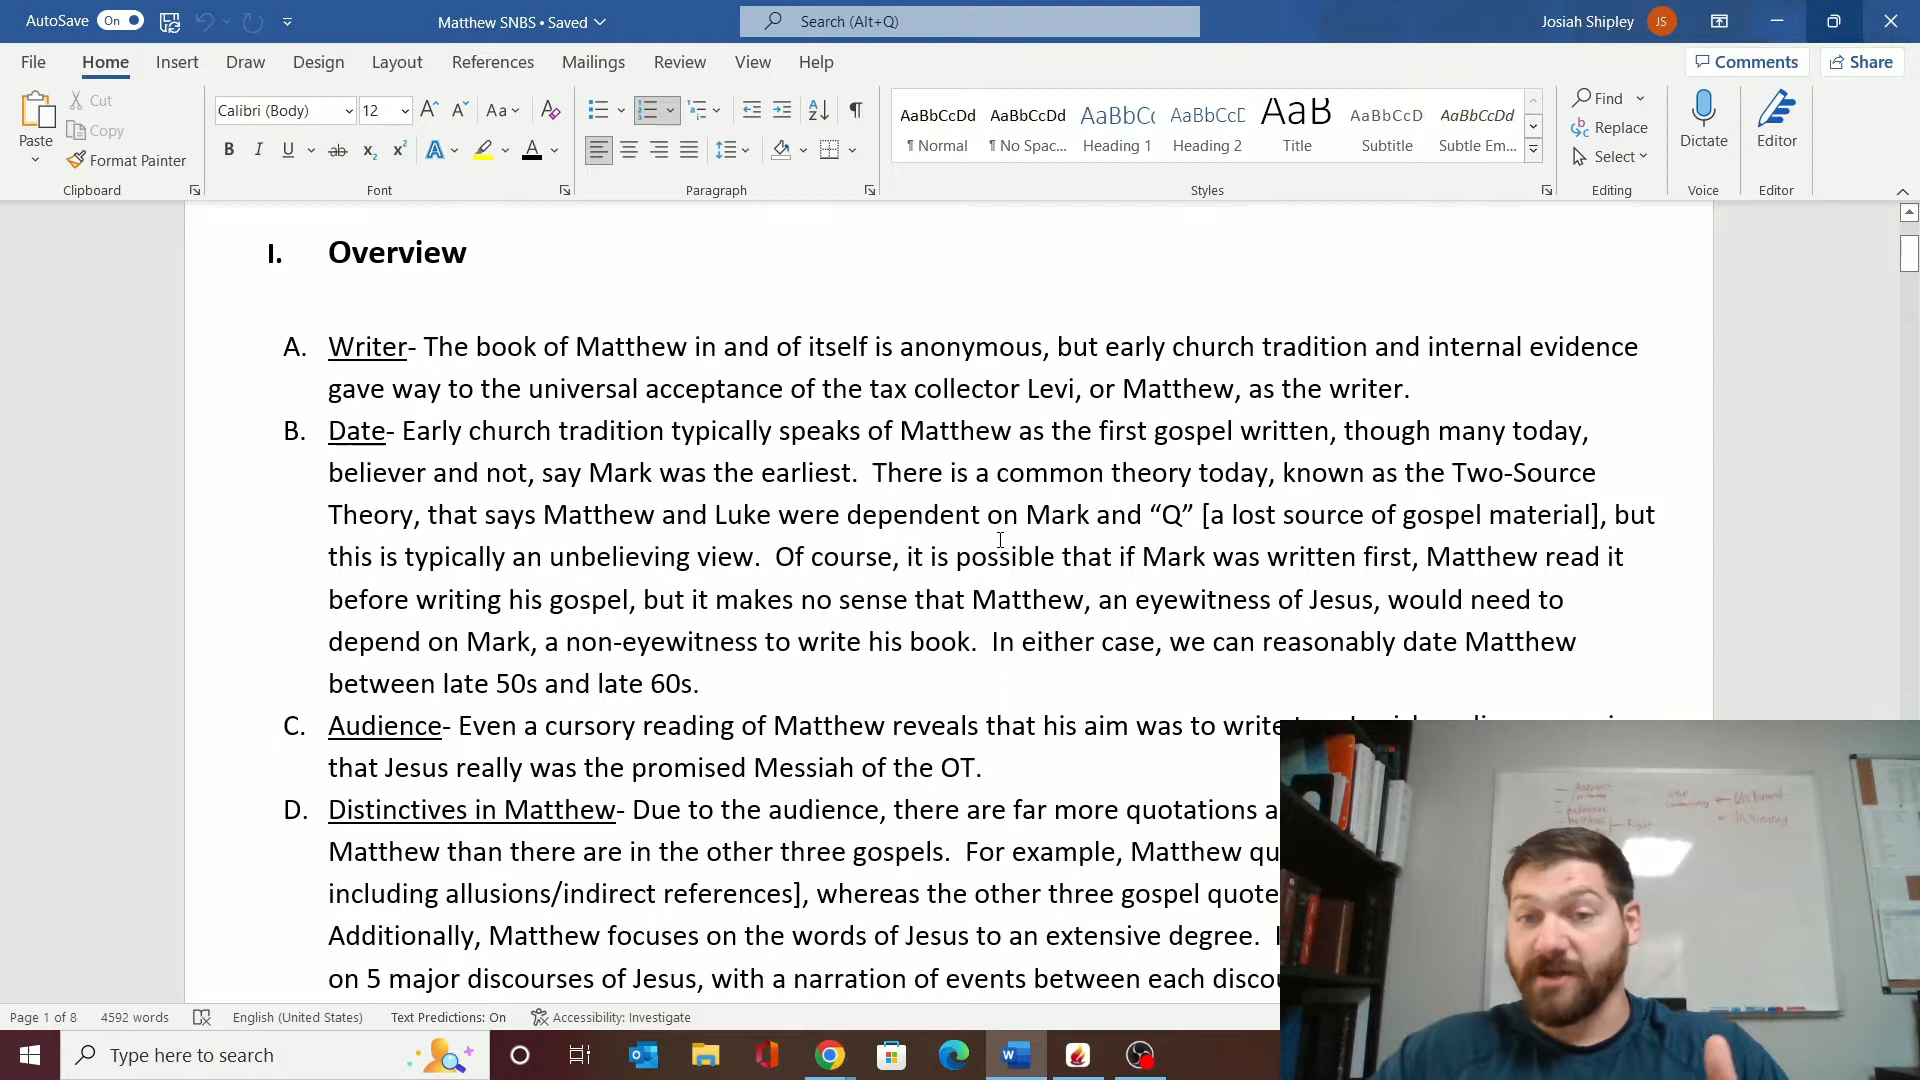 AutoSave On Matthew SNBS • Saved Search (Alt+Q) Josiah Shipley JS
File Home Insert Draw Design Layout References Mailings Review View Help Comments Share
Paste Cut Copy Format Painter
Clipboard
Calibri (Body) 12 Aa
B I U ab x₂ x² A A
Font
Paragraph
AaBbCcDd AaBbCcDd AaBbC AaBbCcD AaB AaBbCcD AaBbCcDd
¶ Normal ¶ No Spac... Heading 1 Heading 2 Title Subtitle Subtle Em...
Styles
Find
Replace
Select
Editing
Dictate
Voice
Editor
Editor
I. Overview
A. Writer- The book of Matthew in and of itself is anonymous, but early church tradition and internal evidence
gave way to the universal acceptance of the tax collector Levi, or Matthew, as the writer.
B. Date- Early church tradition typically speaks of Matthew as the first gospel written, though many today,
believer and not, say Mark was the earliest. There is a common theory today, known as the Two-Source
Theory, that says Matthew and Luke were dependent on Mark and “Q” [a lost source of gospel material], but
this is typically an unbelieving view. Of course, it is possible that if Mark was written first, Matthew read it
before writing his gospel, but it makes no sense that Matthew, an eyewitness of Jesus, would need to
depend on Mark, a non-eyewitness to write his book. In either case, we can reasonably date Matthew
between late 50s and late 60s.
C. Audience- Even a cursory reading of Matthew reveals that his aim was to write
that Jesus really was the promised Messiah of the OT.
D. Distinctives in Matthew- Due to the audience, there are far more quotations
Matthew than there are in the other three gospels. For example, Matthew
including allusions/indirect references], whereas the other three gospel quote
Additionally, Matthew focuses on the words of Jesus to an extensive degree.
on 5 major discourses of Jesus, with a narration of events between each
Page 1 of 8 4592 words English (United States) Text Predictions: On Accessibility: Investigate
Type here to search